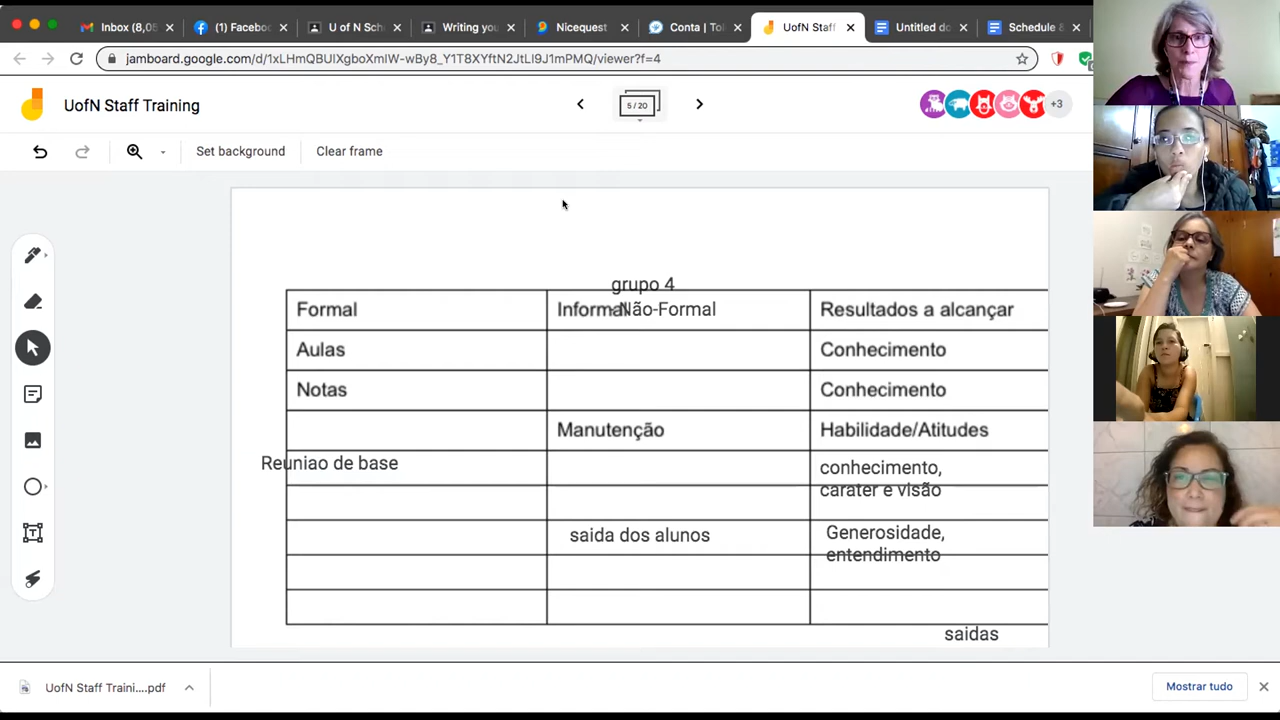 Inbox (8,05
(1) Faceboo
U of N Sch
Writing you
Nicequest
Conta | Tol
UofN Staff
Untitled do
Schedule &
jamboard.google.com/d/1xLHmQBUIXgbpXmIW-wBy8_Y1T8XYftN2JtLI9J1mPMQ/viewer?f=4
UofN Staff Training
5 / 20
+3
Set background
Clear frame
grupo 4
Formal
Informal
-Não-Formal
Resultados a alcançar
Aulas
Conhecimento
Notas
Conhecimento
Manutenção
Habilidade/Atitudes
Reuniao de base
conhecimento,
carater e visão
saida dos alunos
Generosidade,
entendimento
saidas
UofN Staff Traini....pdf
Mostrar tudo